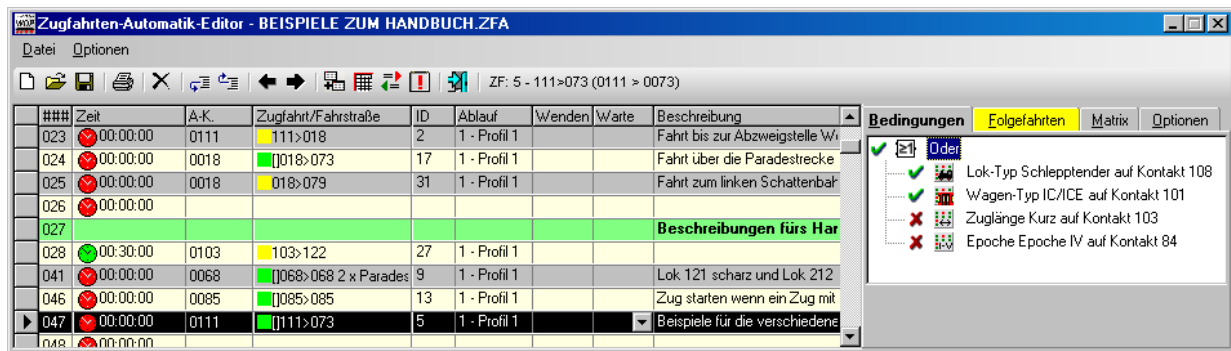 Zugfahrten-Automatik-Editor - BEISPIELE ZUM HANDBUCH.ZFA
Datei Optionen
ZF: 5 - 111>073 (0111 > 0073)
### Zeit A-K. Zugfahrt/Fahrstraße ID Ablauf Wenden Warte Beschreibung
023 00:00:00 0111 111>018 2 1 - Profil 1 Fahrt bis zur Abzweigstelle W
024 00:00:00 0018 []018>073 17 1 - Profil 1 Fahrt über die Paradestrecke
025 00:00:00 0018 018>079 31 1 - Profil 1 Fahrt zum linken Schattenbah
026 00:00:00
027 Beschreibungen fürs Har
028 00:30:00 0103 103>122 27 1 - Profil 1
041 00:00:00 0068 []068>068 2 x Parades 9 1 - Profil 1 Lok 121 scharz und Lok 212
046 00:00:00 0085 []085>085 13 1 - Profil 1 Zug starten wenn ein Zug mit
047 00:00:00 0111 []111>073 5 1 - Profil 1 Beispiele für die verschiedene
048 00:00:00
Bedingungen Folgefahrten Matrix Optionen
≥1 Oder
Lok-Typ Schlepptender auf Kontakt 108
Wagen-Typ IC/ICE auf Kontakt 101
Zuglänge Kurz auf Kontakt 103
I-V Epoche Epoche IV auf Kontakt 84